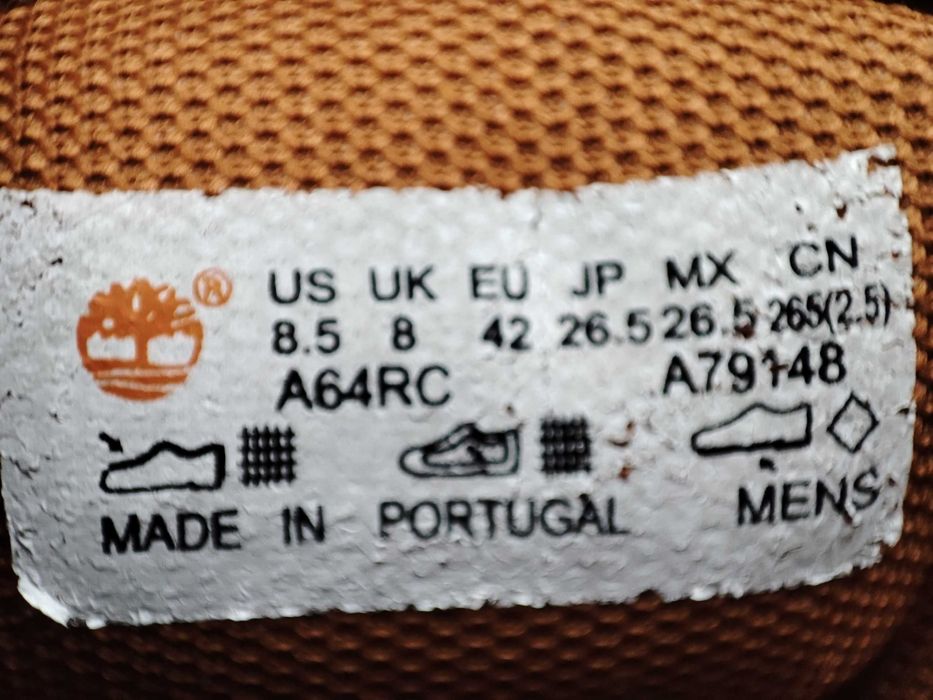 ® US UK EU JP MX CN
8.5 8 42 26.5 26.5 265(2.5)
A64RC A79148
MADE IN PORTUGAL MENS